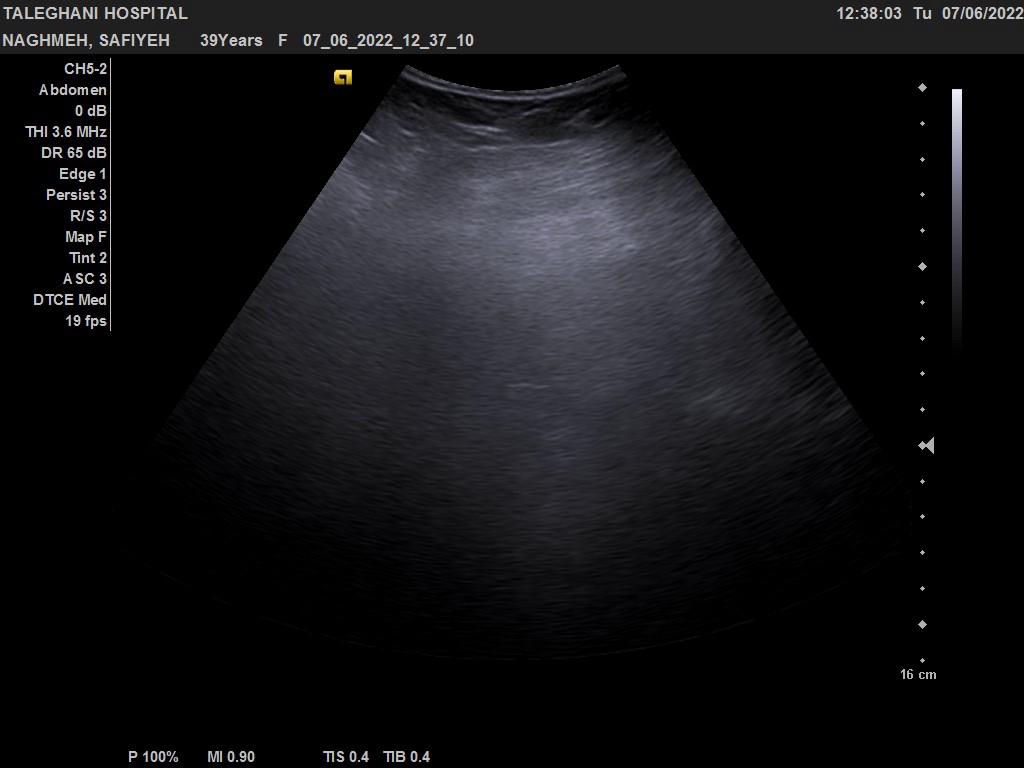 TALEGHANI HOSPITAL 12:38:03 Tu 07/06/2022
NAGHMEH, SAFIYEH 39Years F 07_06_2022_12_37_10
CH5-2
Abdomen
0 dB
THI 3.6 MHz
DR 65 dB
Edge 1
Persist 3
R/S 3
Map F
Tint 2
ASC 3
DTCE Med
19 fps
16 cm
P 100% MI 0.90 TIS 0.4 TIB 0.4